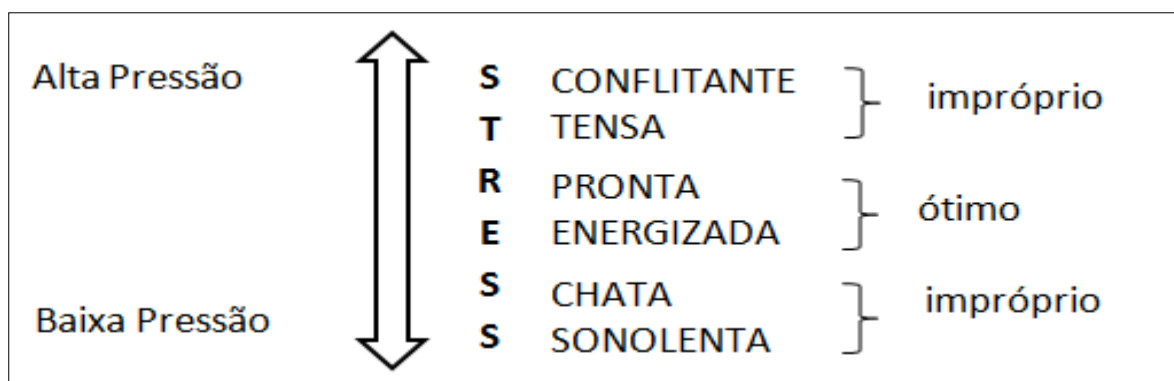 Alta Pressão S CONFLITANTE impróprio
T TENSA
R PRONTA ótimo
E ENERGIZADA
S CHATA impróprio
Baixa Pressão S SONOLENTA